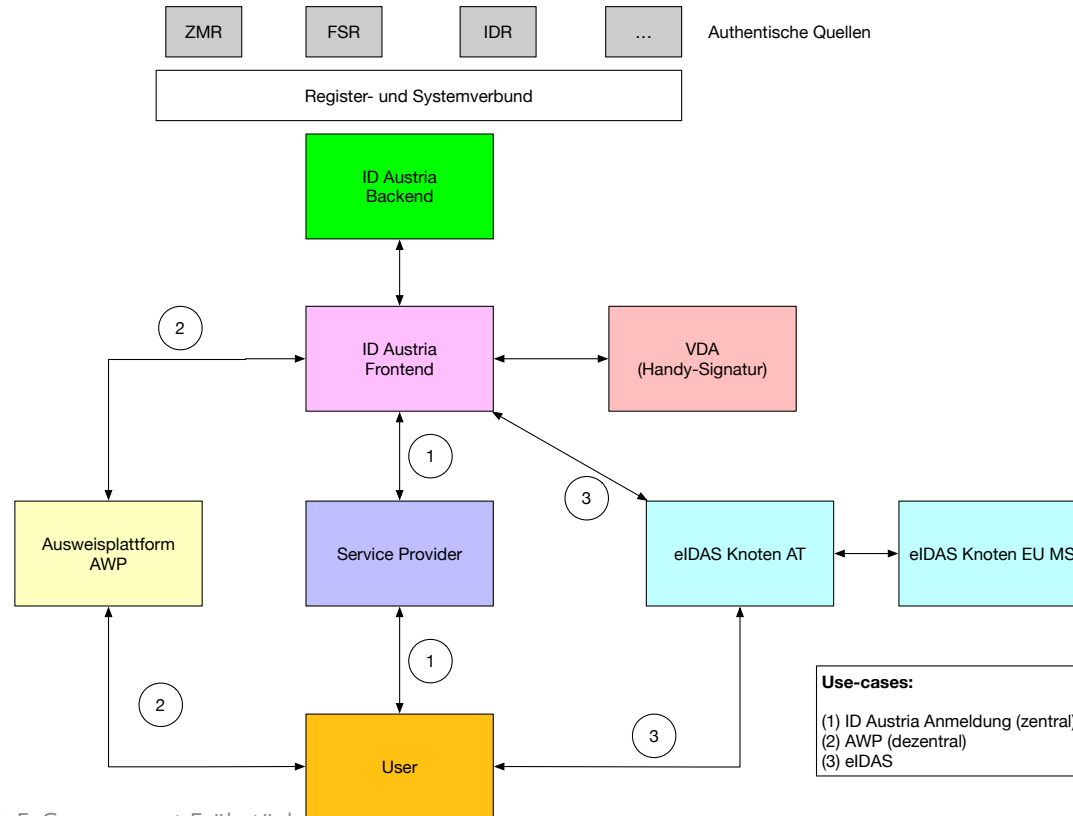 ZMR
FSR
IDR
...
Authentische Quellen
Register- und Systemverbund
ID Austria
Backend
2
ID Austria
Frontend
VDA
(Handy-Signatur)
1
3
Ausweisplattform
AWP
Service Provider
eIDAS Knoten AT
eIDAS Knoten EU MS
1
2
3
User
Use-cases:
(1) ID Austria Anmeldung (zentral)
(2) AWP (dezentral)
(3) eIDAS